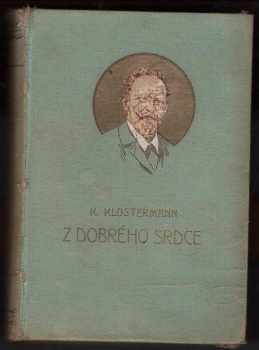 K. KLOSTERMANN
Z DOBRÉHO SRDCE